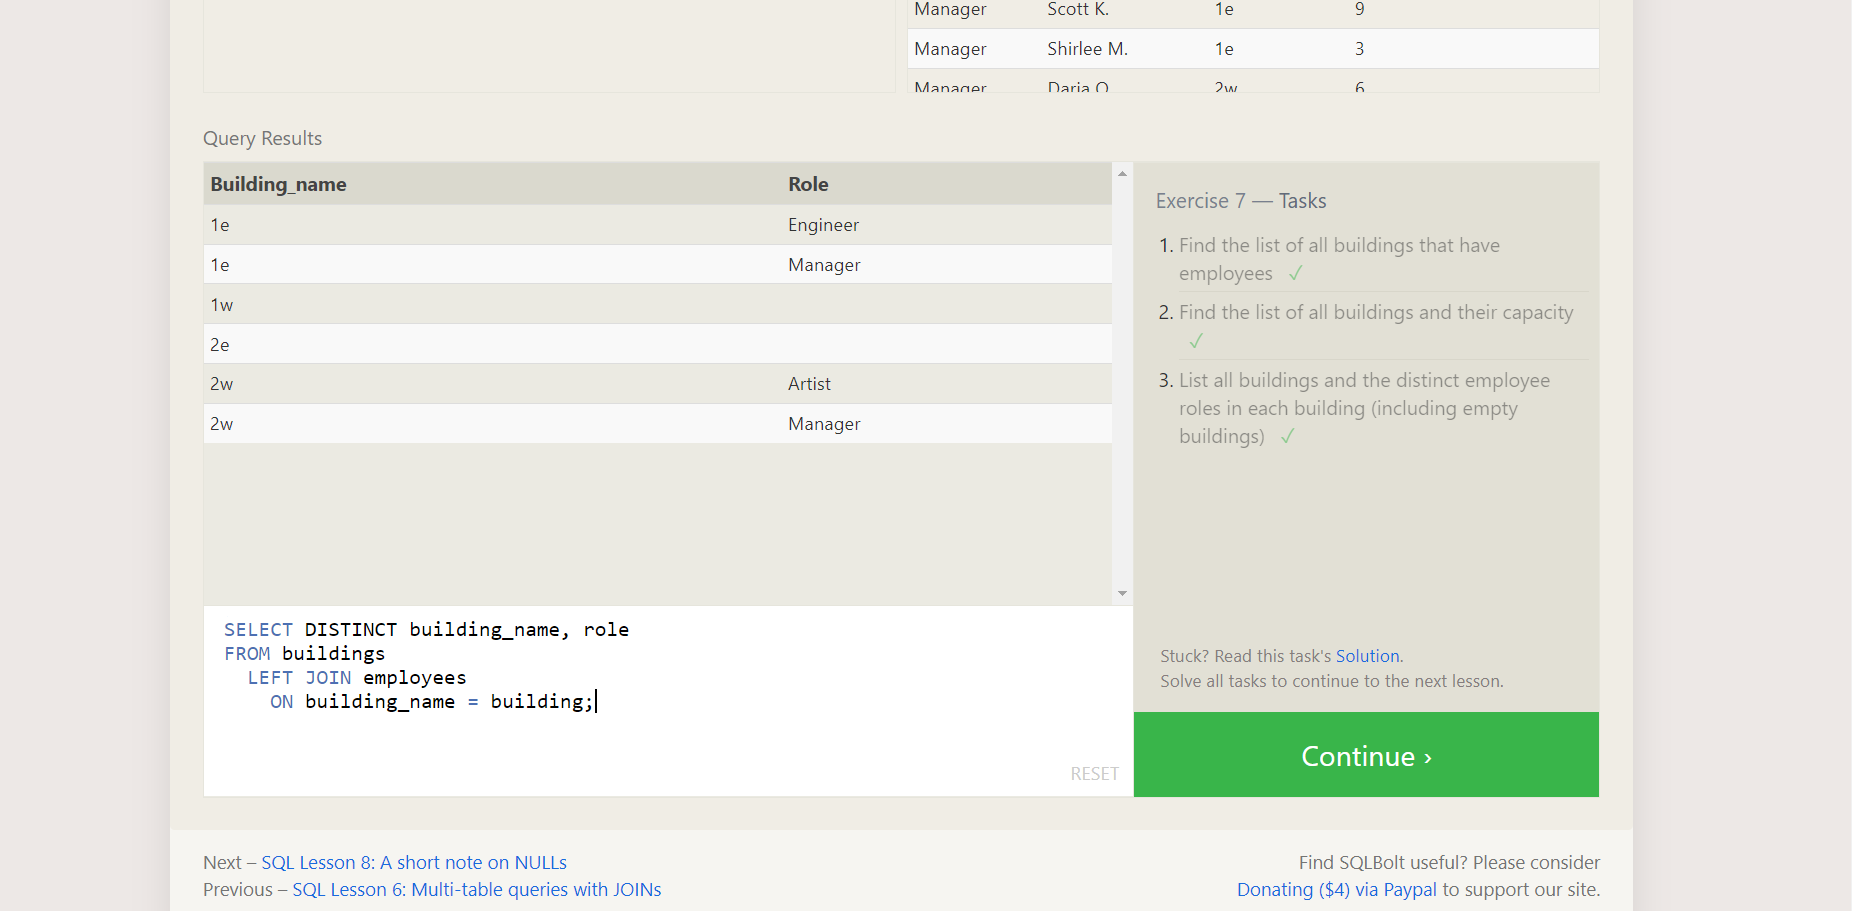 Manager Scott K. 1e 9
Manager Shirlee M. 1e 3
Manager Daria O. 2w 6
Query Results
Building_name Role
1e Engineer
1e Manager
1w
2e
2w Artist
2w Manager
SELECT DISTINCT building_name, role
FROM buildings
LEFT JOIN employees
ON building_name = building;
RESET
Exercise 7 — Tasks
1. Find the list of all buildings that have
employees ✓
2. Find the list of all buildings and their capacity
✓
3. List all buildings and the distinct employee
roles in each building (including empty
buildings) ✓
Stuck? Read this task's Solution.
Solve all tasks to continue to the next lesson.
Continue ›
Next – SQL Lesson 8: A short note on NULLs
Previous – SQL Lesson 6: Multi-table queries with JOINs
Find SQLBolt useful? Please consider
Donating ($4) via Paypal to support our site.